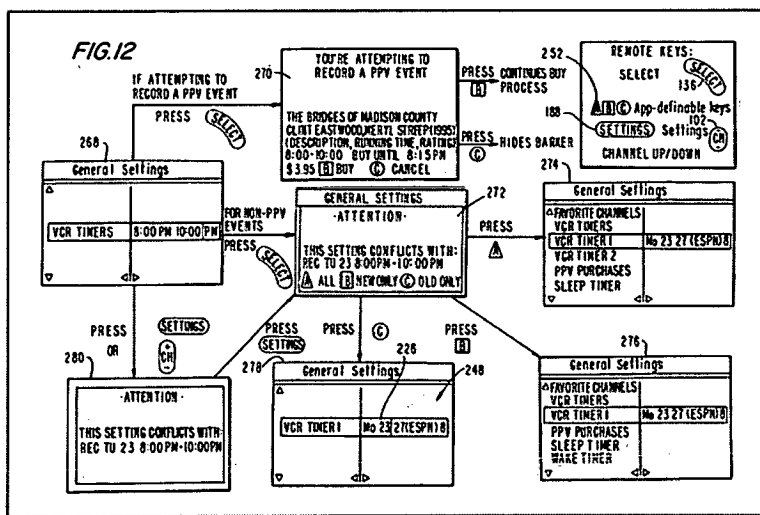 FIG.12
IF ATTEMPTING TO
RECORD A PPV EVENT
PRESS SELECT
270
YOU'RE ATTEMPTING TO
RECORD A PPV EVENT
THE BRIDGES OF MADISON COUNTY
CLINT EASTWOOD, MERYL STREEP (1995)
(DESCRIPTION, RUNNING TIME, RATING)
8:00-10:00 BUY UNTIL 8:15PM
$3.95 B BUY C CANCEL
PRESS B
CONTINUES BUY
PROCESS
PRESS C
HIDES BARKER
252
REMOTE KEYS:
SELECT SELECT
136
A B C App-definable keys
188 102
SETTINGS Settings
CHANNEL UP/DOWN
+ CH -
268
General Settings
VCR TIMERS 8:00 PM 10:00 PM
FOR NON-PPV
EVENTS
PRESS SELECT
272
GENERAL SETTINGS
·ATTENTION·
THIS SETTING CONFLICTS WITH:
REC TU 23 8:00PM-10:00PM
A ALL B NEW ONLY C OLD ONLY
PRESS A
274
General Settings
FAVORITE CHANNELS
VCR TIMERS
VCR TIMER 1 Mo 23 27 (ESPN) 8
VCR TIMER 2
PPV PURCHASES
SLEEP TIMER
PRESS SETTINGS
OR + CH -
280
·ATTENTION·
THIS SETTING CONFLICTS WITH:
REC TU 23 8:00PM-10:00PM
PRESS SETTINGS
PRESS C
PRESS B
278
226
248
General Settings
VCR TIMER 1 Mo 23 27 (ESPN) 8
276
General Settings
FAVORITE CHANNELS
VCR TIMERS
VCR TIMER 1 Mo 23 27 (ESPN) 8
PPV PURCHASES
SLEEP TIMER
WAKE TIMER